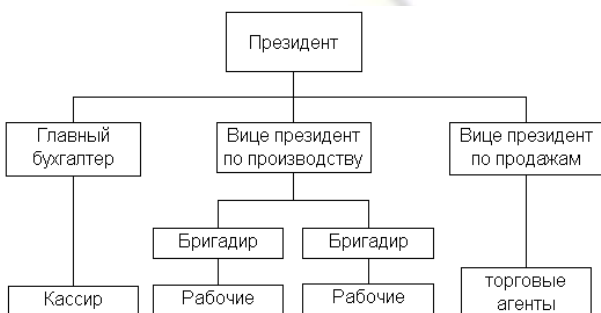 Президент
Главный
бухгалтер
Вице президент
по производству
Вице президент
по продажам
Бригадир
Бригадир
Кассир
Рабочие
Рабочие
торговые
агенты